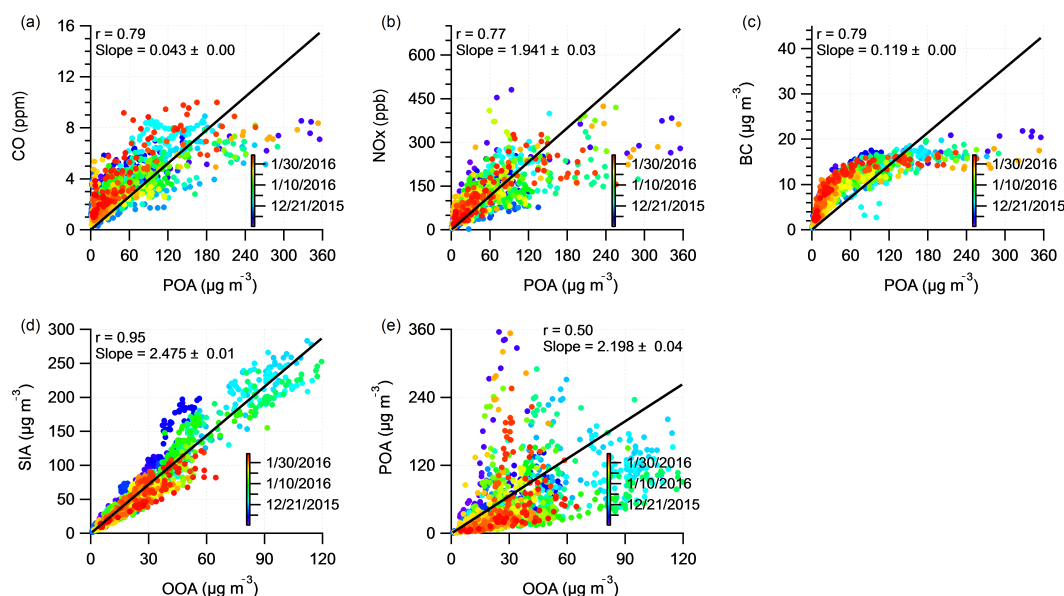 (a)
r = 0.79
Slope = 0.043 ± 0.00
16
12
8
4
0
CO (ppm)
1/30/2016
1/10/2016
12/21/2015
0 60 120 180 240 300 360
POA (µg m⁻³)
(b)
r = 0.77
Slope = 1.941 ± 0.03
600
450
300
150
0
NOx (ppb)
1/30/2016
1/10/2016
12/21/2015
0 60 120 180 240 300 360
POA (µg m⁻³)
(c)
r = 0.79
Slope = 0.119 ± 0.00
40
30
20
10
0
BC (µg m⁻³)
1/30/2016
1/10/2016
12/21/2015
0 60 120 180 240 300 360
POA (µg m⁻³)
(d)
r = 0.95
Slope = 2.475 ± 0.01
300
250
200
150
100
50
0
SIA (µg m⁻³)
1/30/2016
1/10/2016
12/21/2015
0 30 60 90 120
OOA (µg m⁻³)
(e)
r = 0.50
Slope = 2.198 ± 0.04
360
240
120
0
POA (µg m⁻³)
1/30/2016
1/10/2016
12/21/2015
0 30 60 90 120
OOA (µg m⁻³)